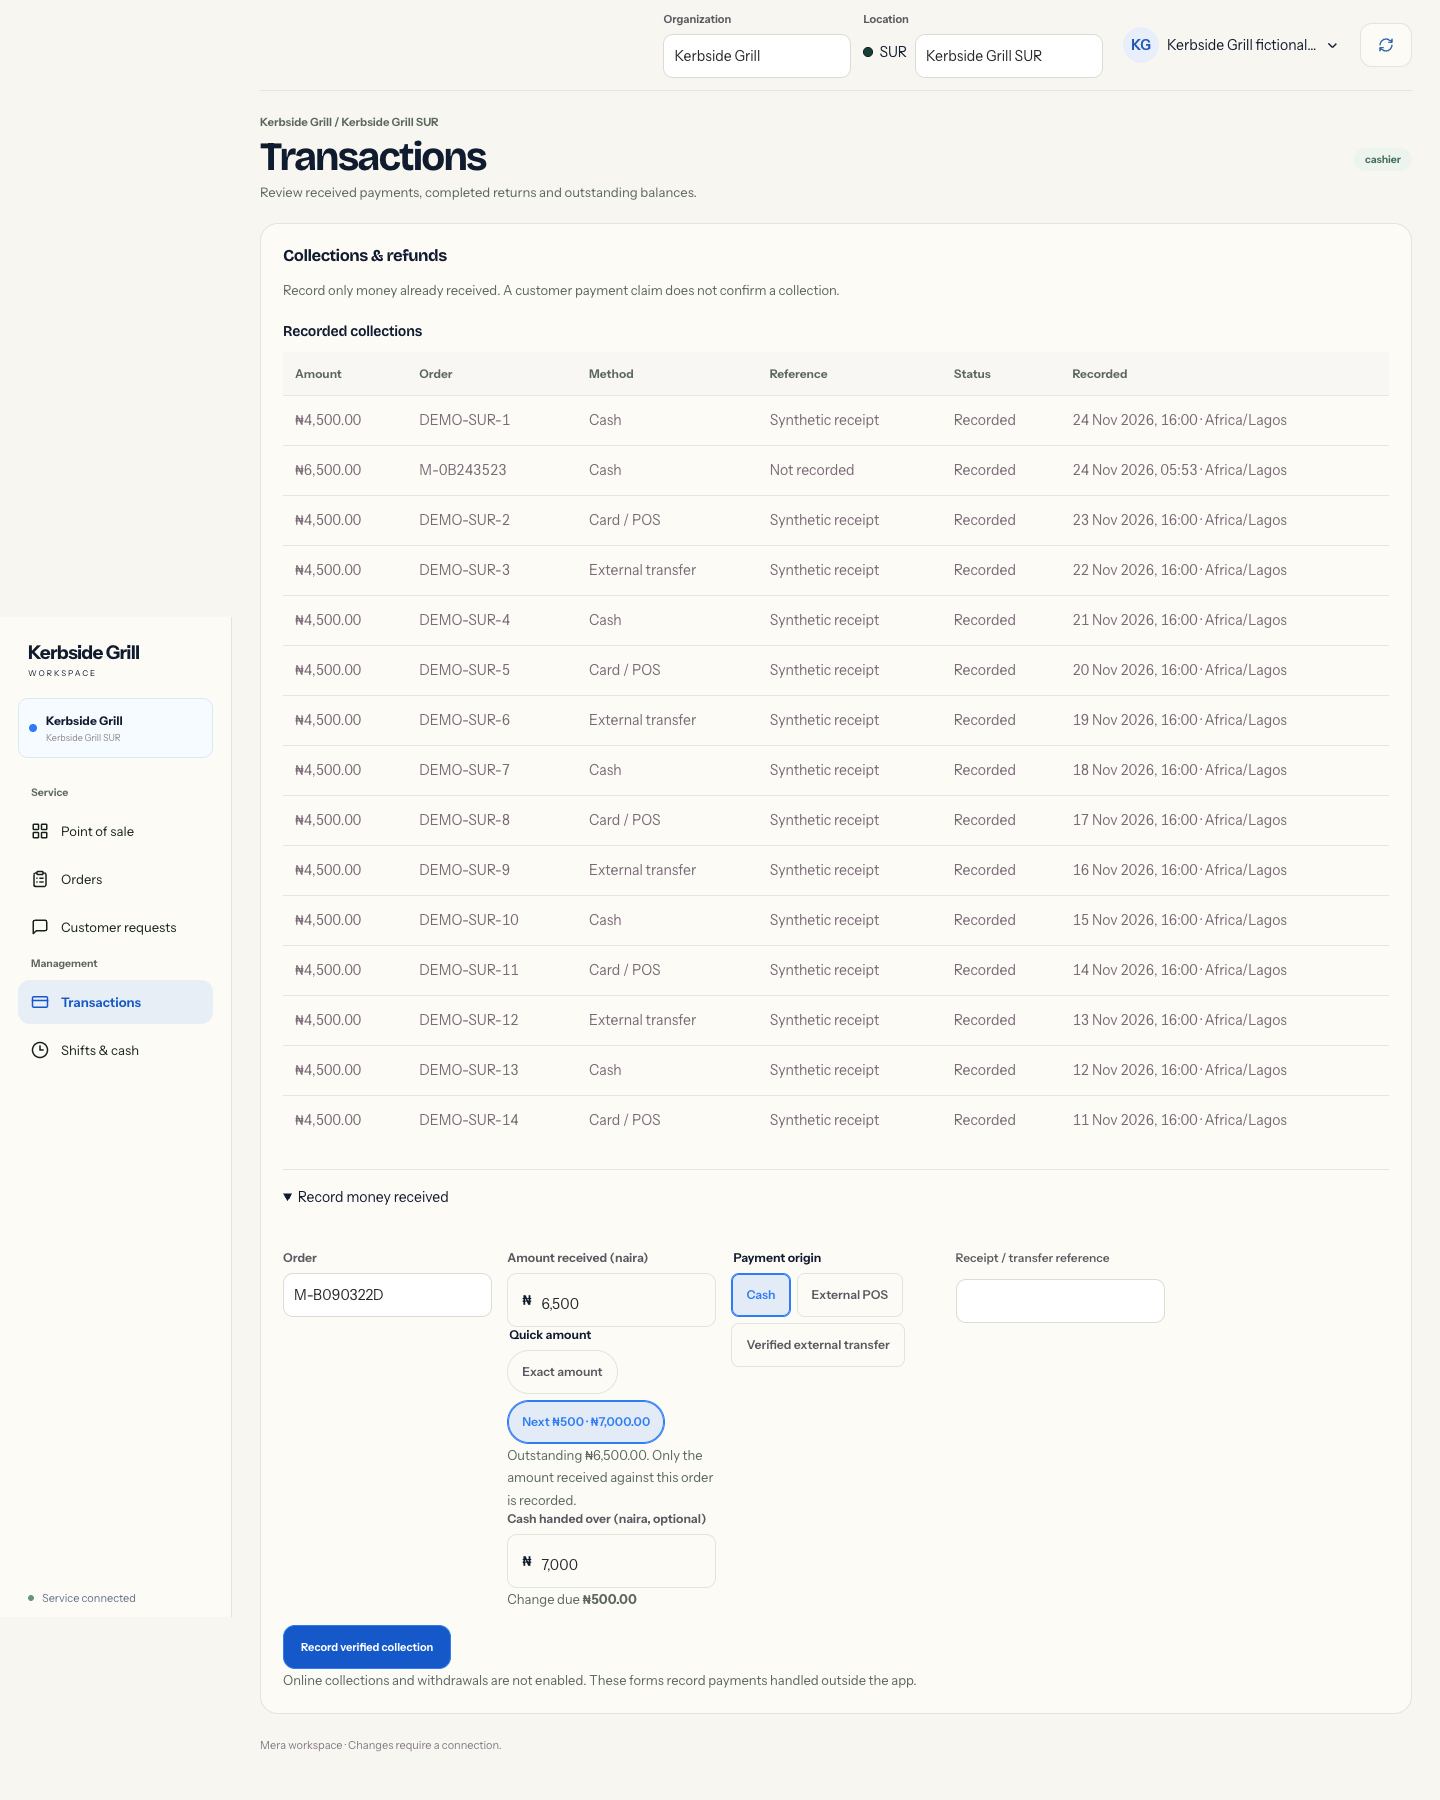 Organization
Location
Kerbside Grill
SUR
Kerbside Grill SUR
KG
Kerbside Grill fictional...
Kerbside Grill / Kerbside Grill SUR
Transactions
cashier
Review received payments, completed returns and outstanding balances.
Collections & refunds
Record only money already received. A customer payment claim does not confirm a collection.
Recorded collections
Amount Order Method Reference Status Recorded
₦4,500.00 DEMO-SUR-1 Cash Synthetic receipt Recorded 24 Nov 2026, 16:00 · Africa/Lagos
₦6,500.00 M-0B243523 Cash Not recorded Recorded 24 Nov 2026, 05:53 · Africa/Lagos
₦4,500.00 DEMO-SUR-2 Card / POS Synthetic receipt Recorded 23 Nov 2026, 16:00 · Africa/Lagos
₦4,500.00 DEMO-SUR-3 External transfer Synthetic receipt Recorded 22 Nov 2026, 16:00 · Africa/Lagos
₦4,500.00 DEMO-SUR-4 Cash Synthetic receipt Recorded 21 Nov 2026, 16:00 · Africa/Lagos
₦4,500.00 DEMO-SUR-5 Card / POS Synthetic receipt Recorded 20 Nov 2026, 16:00 · Africa/Lagos
₦4,500.00 DEMO-SUR-6 External transfer Synthetic receipt Recorded 19 Nov 2026, 16:00 · Africa/Lagos
₦4,500.00 DEMO-SUR-7 Cash Synthetic receipt Recorded 18 Nov 2026, 16:00 · Africa/Lagos
₦4,500.00 DEMO-SUR-8 Card / POS Synthetic receipt Recorded 17 Nov 2026, 16:00 · Africa/Lagos
₦4,500.00 DEMO-SUR-9 External transfer Synthetic receipt Recorded 16 Nov 2026, 16:00 · Africa/Lagos
₦4,500.00 DEMO-SUR-10 Cash Synthetic receipt Recorded 15 Nov 2026, 16:00 · Africa/Lagos
₦4,500.00 DEMO-SUR-11 Card / POS Synthetic receipt Recorded 14 Nov 2026, 16:00 · Africa/Lagos
₦4,500.00 DEMO-SUR-12 External transfer Synthetic receipt Recorded 13 Nov 2026, 16:00 · Africa/Lagos
₦4,500.00 DEMO-SUR-13 Cash Synthetic receipt Recorded 12 Nov 2026, 16:00 · Africa/Lagos
₦4,500.00 DEMO-SUR-14 Card / POS Synthetic receipt Recorded 11 Nov 2026, 16:00 · Africa/Lagos
Kerbside Grill
WORKSPACE
Kerbside Grill
Kerbside Grill SUR
Service
Point of sale
Orders
Customer requests
Management
Transactions
Shifts & cash
Service connected
Record money received
Order
M-B090322D
Amount received (naira)
₦ 6,500
Quick amount
Exact amount
Next ₦500 · ₦7,000.00
Outstanding ₦6,500.00. Only the
amount received against this order
is recorded.
Cash handed over (naira, optional)
₦ 7,000
Change due ₦500.00
Payment origin
Cash
External POS
Verified external transfer
Receipt / transfer reference
Record verified collection
Online collections and withdrawals are not enabled. These forms record payments handled outside the app.
Mera workspace · Changes require a connection.